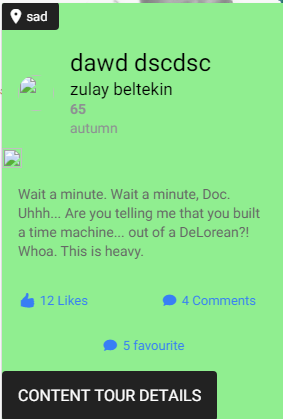 sad
dawd dscdsc
zulay beltekin
65
autumn
Wait a minute. Wait a minute, Doc.
Uhhh... Are you telling me that you built
a time machine... out of a DeLorean?!
Whoa. This is heavy.
12 Likes
4 Comments
5 favourite
CONTENT TOUR DETAILS